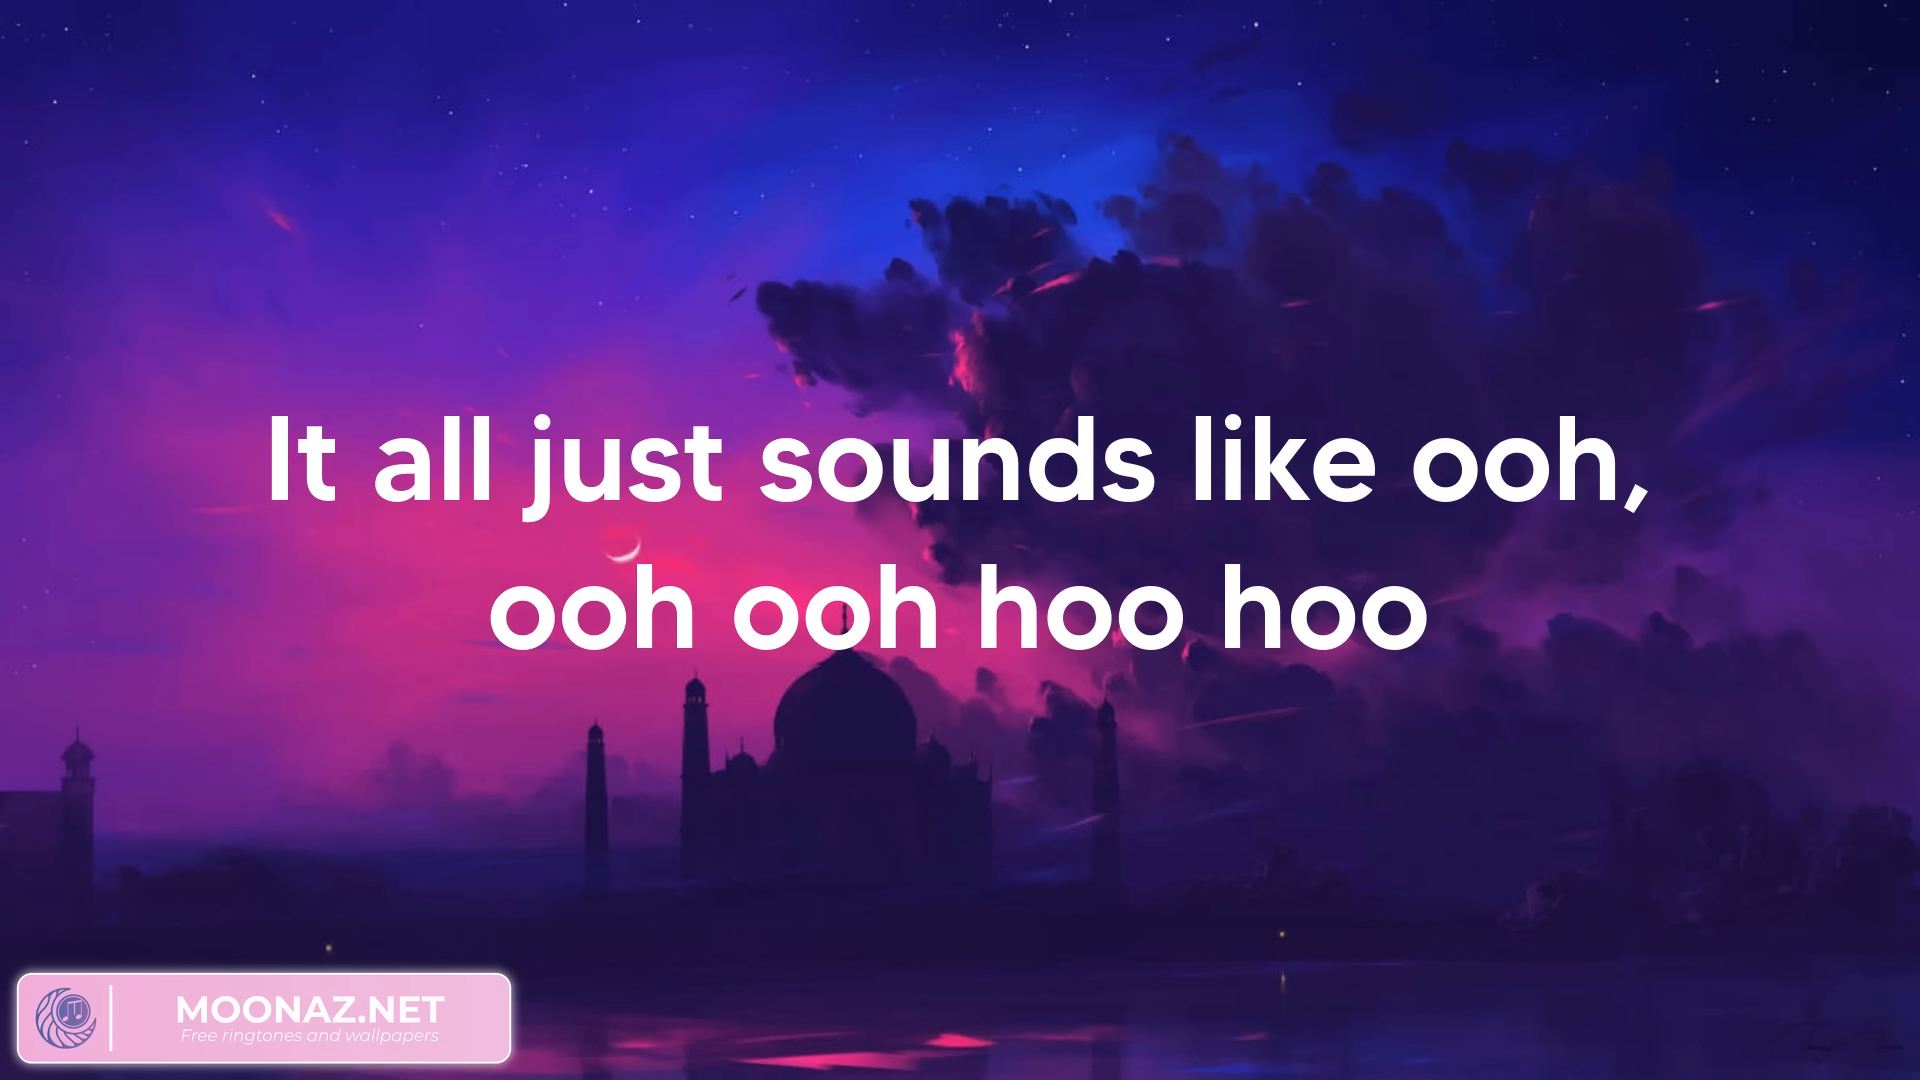 It all just sounds like ooh,
ooh ooh hoo hoo
MOONAZ.NET
Free ringtones and wallpapers